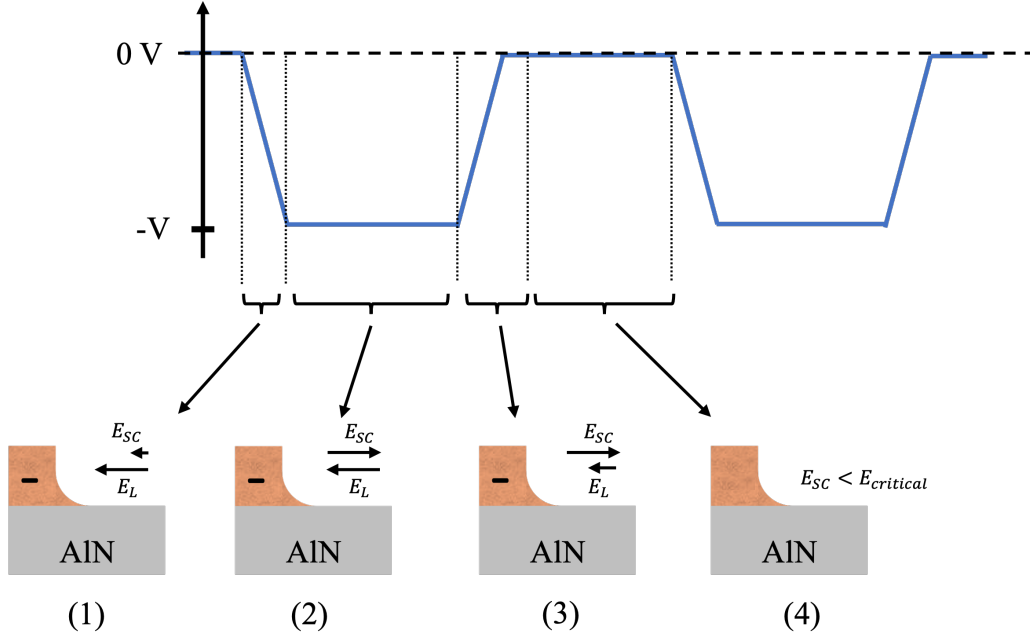 0 V
-V
E_SC
E_L
E_SC
E_L
E_SC
E_L
E_SC < E_critical
AlN
AlN
AlN
AlN
(1)
(2)
(3)
(4)